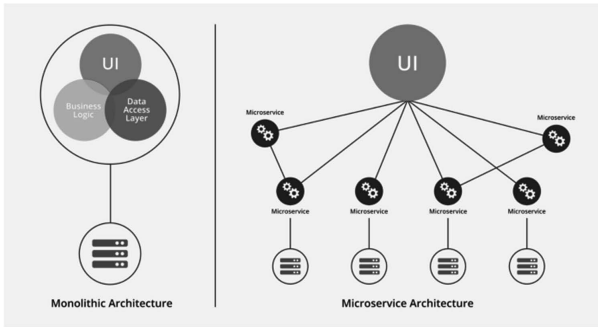 UI
Business
Logic
Data
Access
Layer
Monolithic Architecture
UI
Microservice
Microservice
Microservice
Microservice
Microservice
Microservice
Microservice Architecture